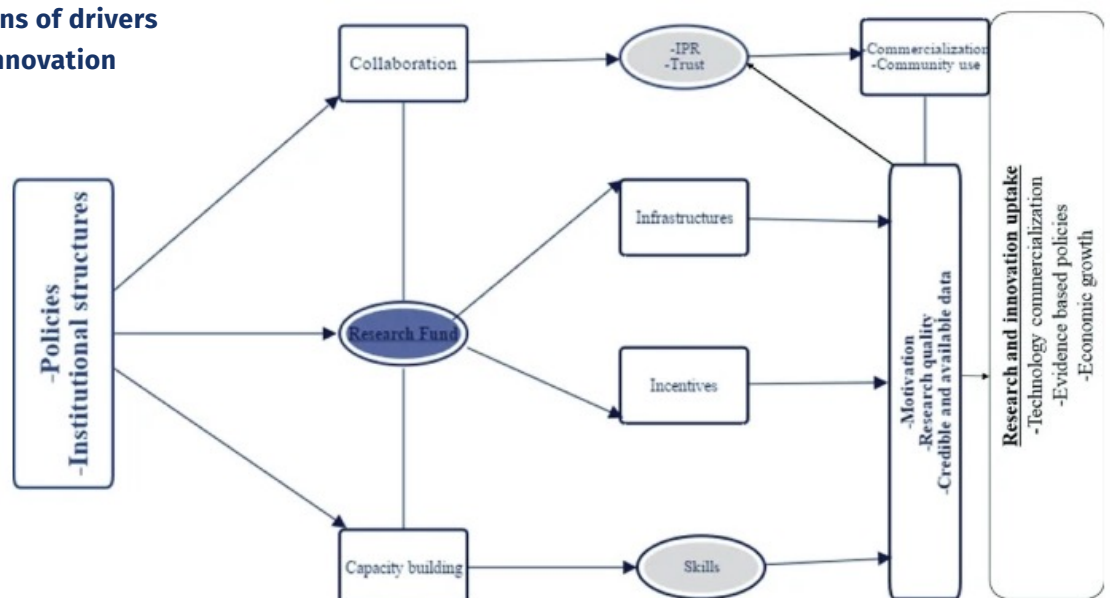 ns of drivers
nnovation
-Policies
-Institutional structures
Collaboration
Research Fund
Capacity building
-IPR
-Trust
Infrastructures
Incentives
Skills
-Commercialization
-Community use
-Motivation
-Research quality
-Credible and available data
Research and innovation uptake
-Technology commercialization
-Evidence based policies
-Economic growth